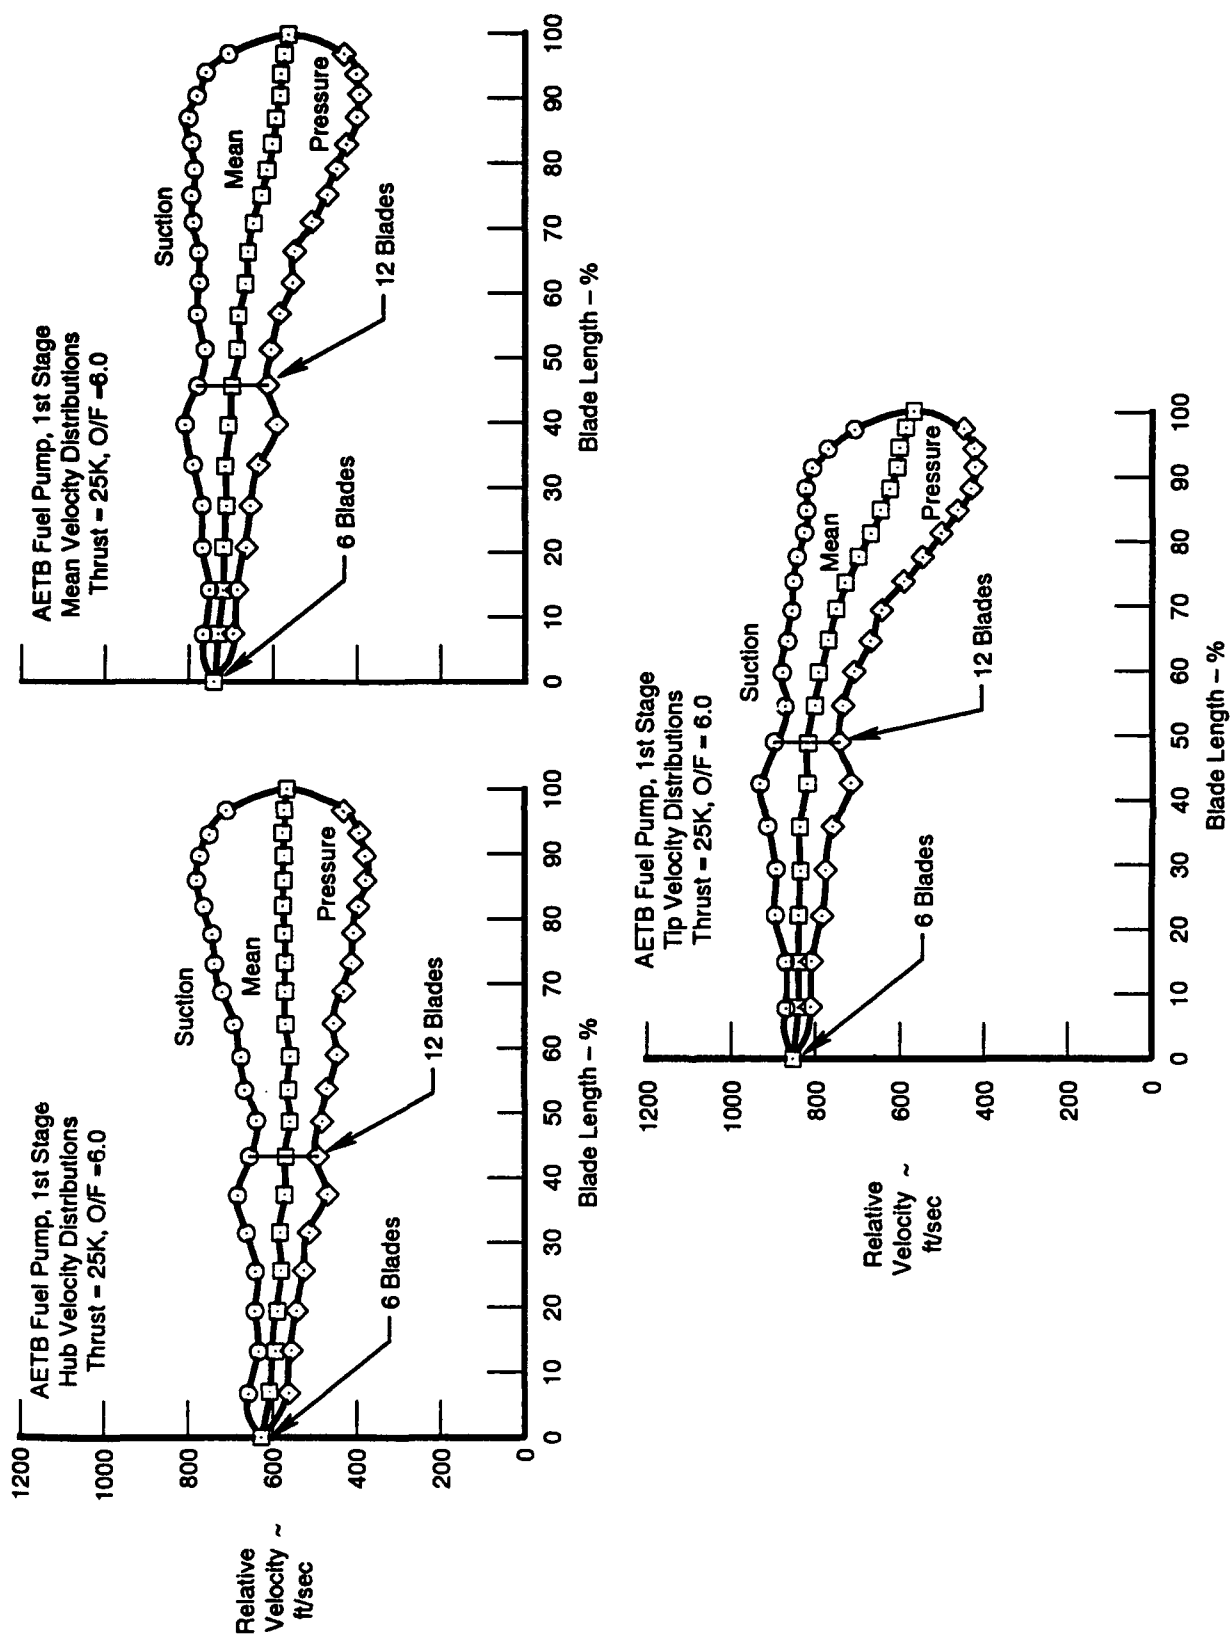 AETB Fuel Pump, 1st Stage
Hub Velocity Distributions
Thrust = 25K, O/F =6.0
1200
1000
800
600
400
200
0
Relative
Velocity ~
ft/sec
Suction
Mean
Pressure
12 Blades
6 Blades
0 10 20 30 40 50 60 70 80 90 100
Blade Length – %
AETB Fuel Pump, 1st Stage
Mean Velocity Distributions
Thrust = 25K, O/F =6.0
Suction
Mean
Pressure
12 Blades
6 Blades
0 10 20 30 40 50 60 70 80 90 100
Blade Length – %
AETB Fuel Pump, 1st Stage
Tip Velocity Distributions
Thrust = 25K, O/F = 6.0
1200
1000
800
600
400
200
0
Relative
Velocity ~
ft/sec
Suction
Mean
Pressure
12 Blades
6 Blades
0 10 20 30 40 50 60 70 80 90 100
Blade Length – %